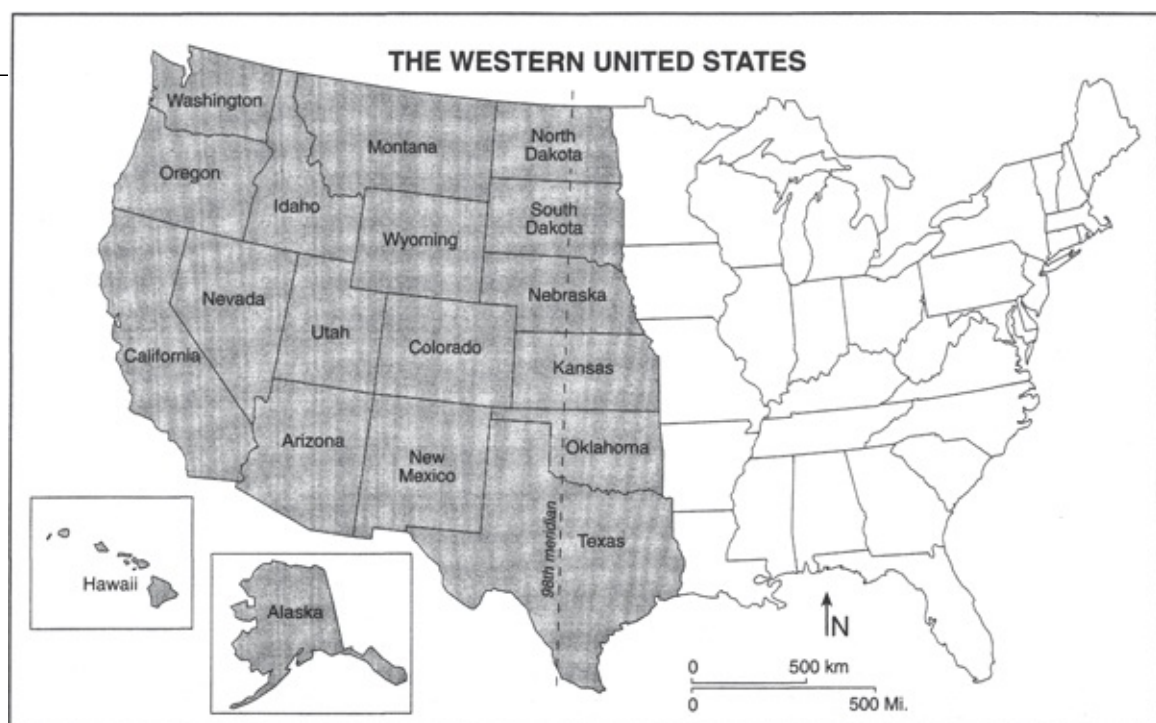 THE WESTERN UNITED STATES
Washington
Montana
North
Dakota
Oregon
Idaho
South
Dakota
Wyoming
Nebraska
Nevada
Utah
Colorado
California
Kansas
Arizona
New
Mexico
Oklahoma
98th meridian
Texas
Hawaii
Alaska
N
0 500 km
0 500 Mi.